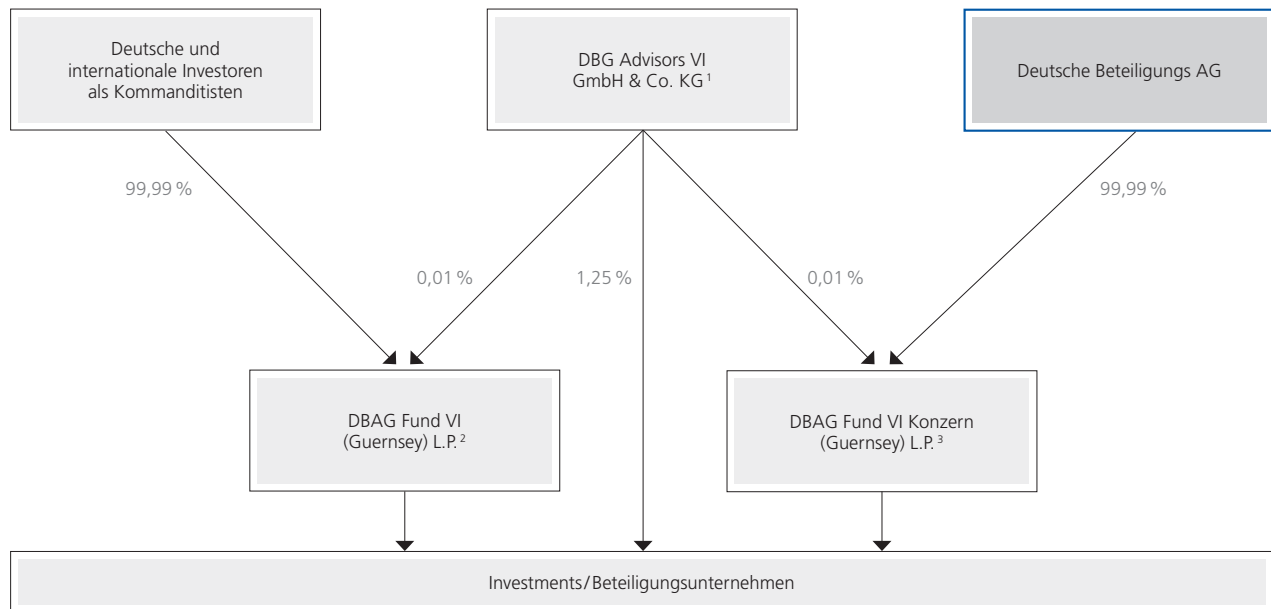 Deutsche und
internationale Investoren
als Kommanditisten
DBG Advisors VI
GmbH & Co. KG ¹
Deutsche Beteiligungs AG
99,99 %
99,99 %
0,01 %
1,25 %
0,01 %
DBAG Fund VI
(Guernsey) L.P. ²
DBAG Fund VI Konzern
(Guernsey) L.P. ³
Investments/Beteiligungsunternehmen